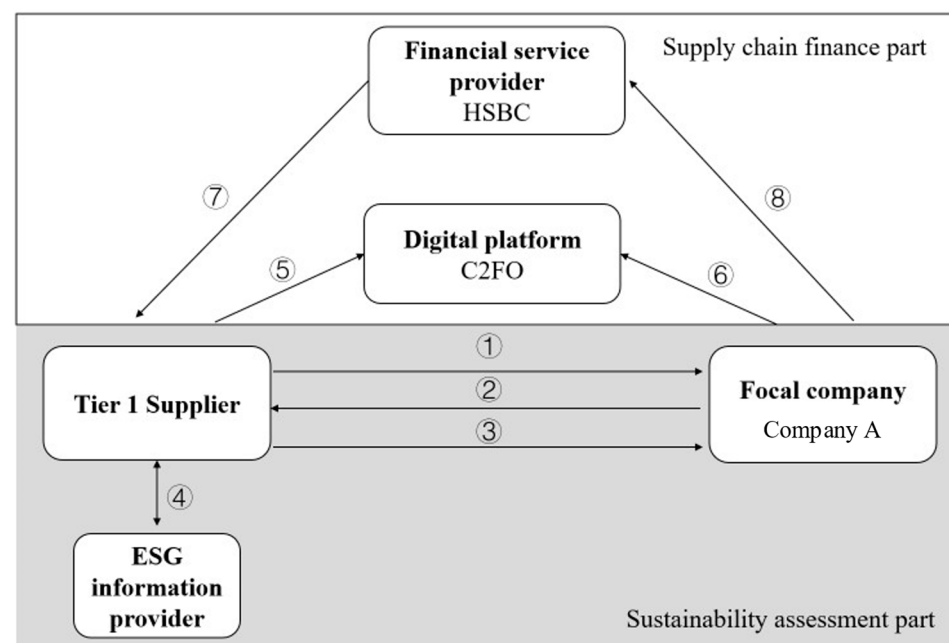 Supply chain finance part
Financial service
provider
HSBC
⑦
⑧
Digital platform
C2FO
⑤
⑥
①
Tier 1 Supplier
②
Focal company
Company A
③
④
ESG
information
provider
Sustainability assessment part